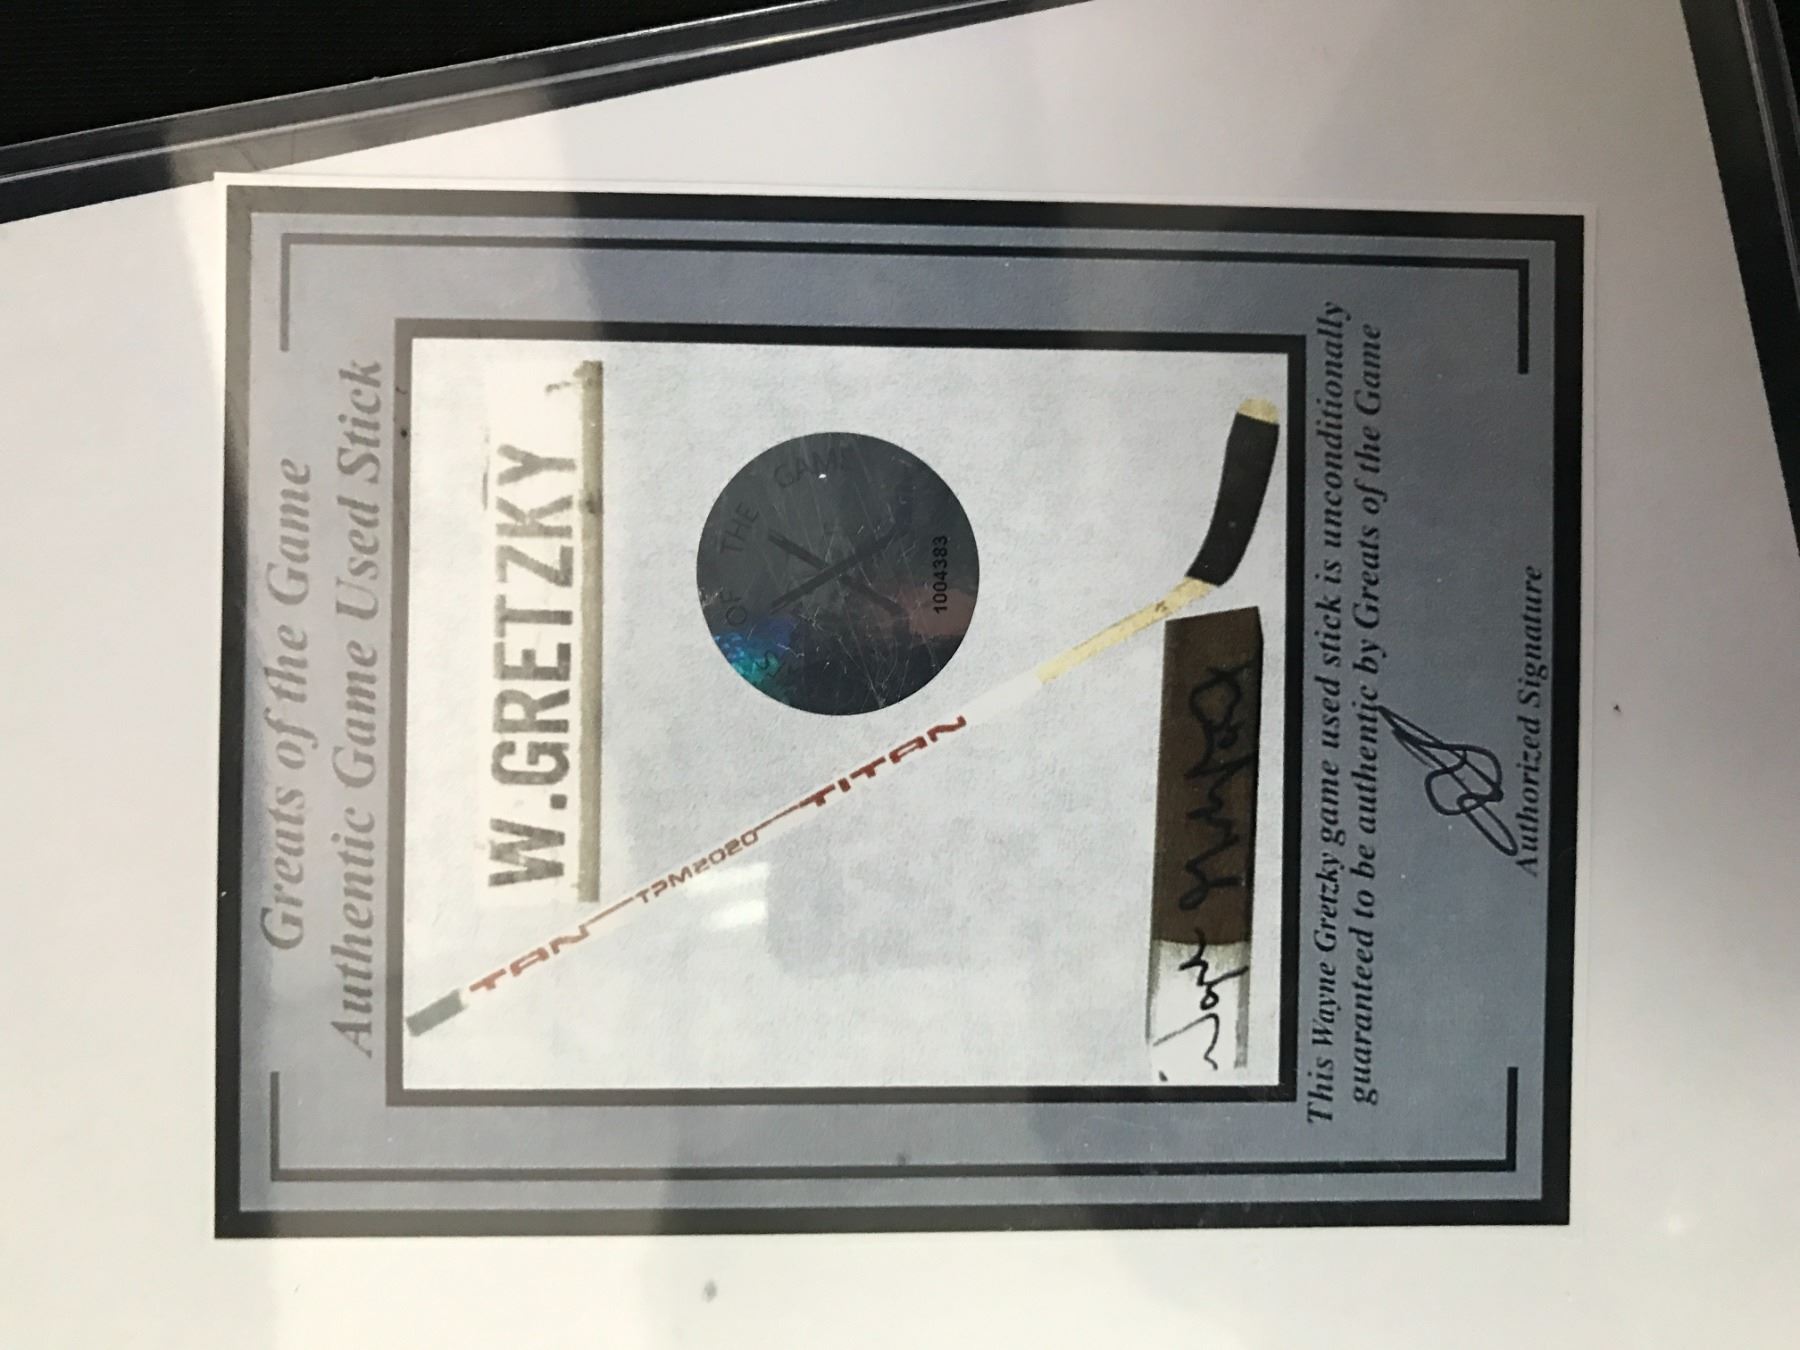 Greats of the Game
Authentic Game Used Stick
W.GRETZKY
TAN TPM2020 TITAN
OF THE GAME
1004383
This Wayne Gretzky game used stick is unconditionally
guaranteed to be authentic by Greats of the Game
Authorized Signature